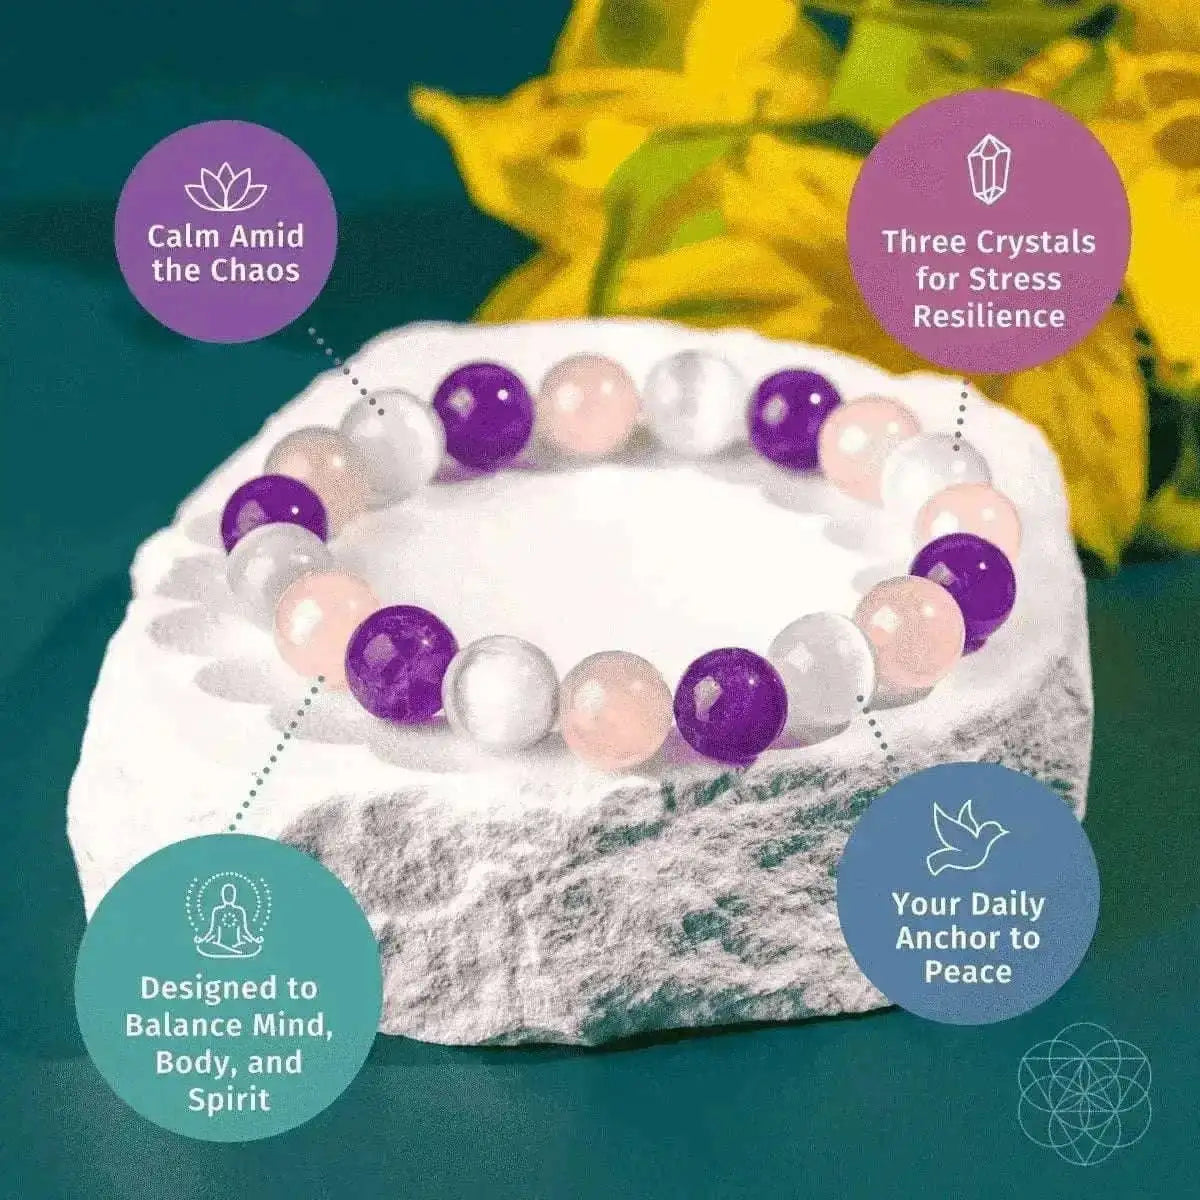 Calm Amid
the Chaos
Three Crystals
for Stress
Resilience
Designed to
Balance Mind,
Body, and
Spirit
Your Daily
Anchor to
Peace